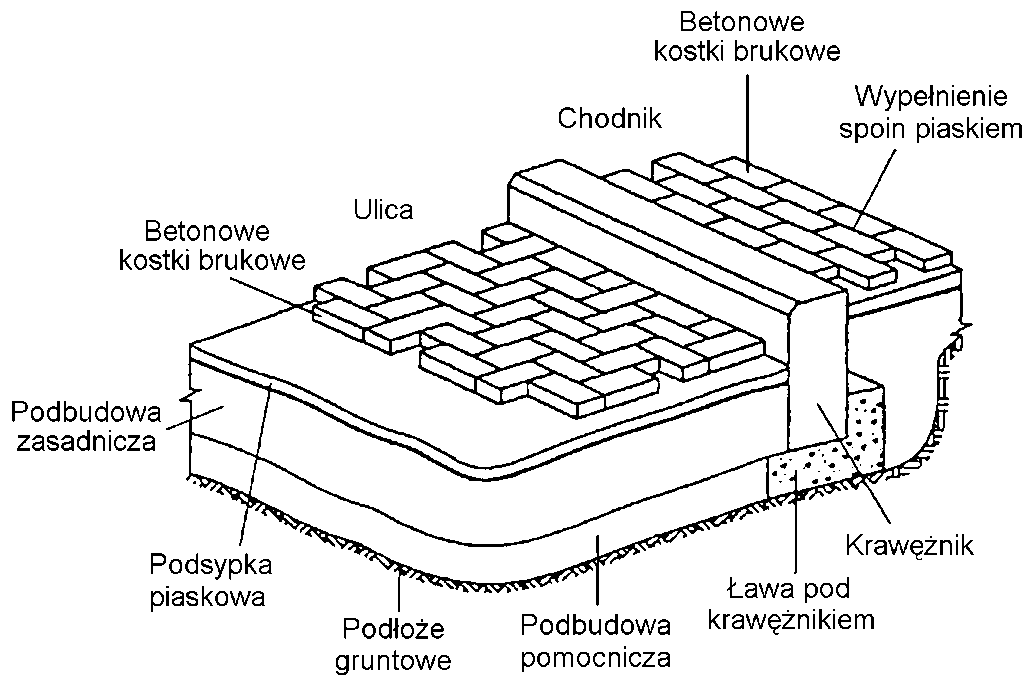 Betonowe
kostki brukowe
Wypełnienie
spoin piaskiem
Chodnik
Ulica
Betonowe
kostki brukowe
Podbudowa
zasadnicza
Krawężnik
Podsypka
piaskowa
Ława pod
krawężnikiem
Podłoże
gruntowe
Podbudowa
pomocnicza